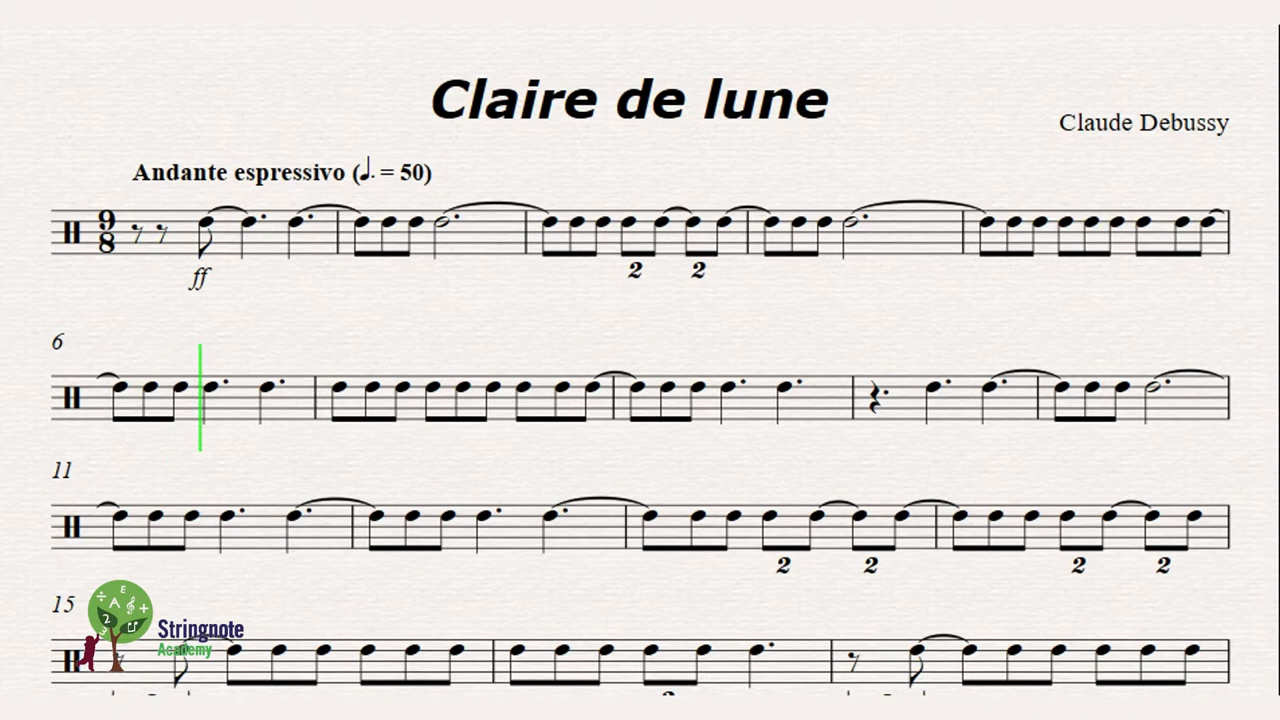 Claire de lune
Claude Debussy
Andante espressivo (♩. = 50)
9
8
ff
2 2
6
11
2 2 2 2
15
Stringnote
Academy